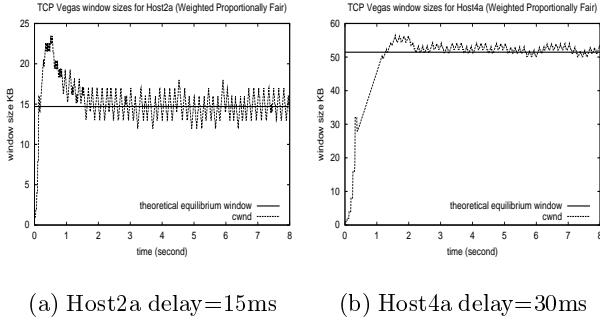 TCP Vegas window sizes for Host2a (Weighted Proportionally Fair)
25
20
15
10
5
0
window size KB
theoretical equilibrium window
cwnd
0 1 2 3 4 5 6 7 8
time (second)
(a) Host2a delay=15ms
TCP Vegas window sizes for Host4a (Weighted Proportionally Fair)
60
50
40
30
20
10
0
window size KB
theoretical equilibrium window
cwnd
0 1 2 3 4 5 6 7 8
time (second)
(b) Host4a delay=30ms